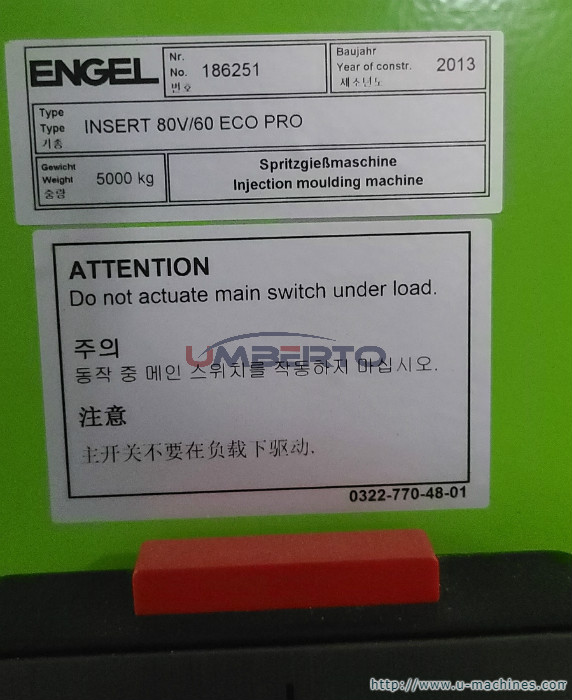 ENGEL
Nr.
No. 186251
번호
Baujahr
Year of constr. 2013
제조년도
Type
Type INSERT 80V/60 ECO PRO
기종
Gewicht
Weight 5000 kg
중량
Spritzgießmaschine
Injection moulding machine
ATTENTION
Do not actuate main switch under load.
주의
UMBERTO
동작 중 메인 스위치를 작동하지 마십시오.
注意
主开关不要在负载下驱动.
0322-770-48-01
http://www.u-machines.com